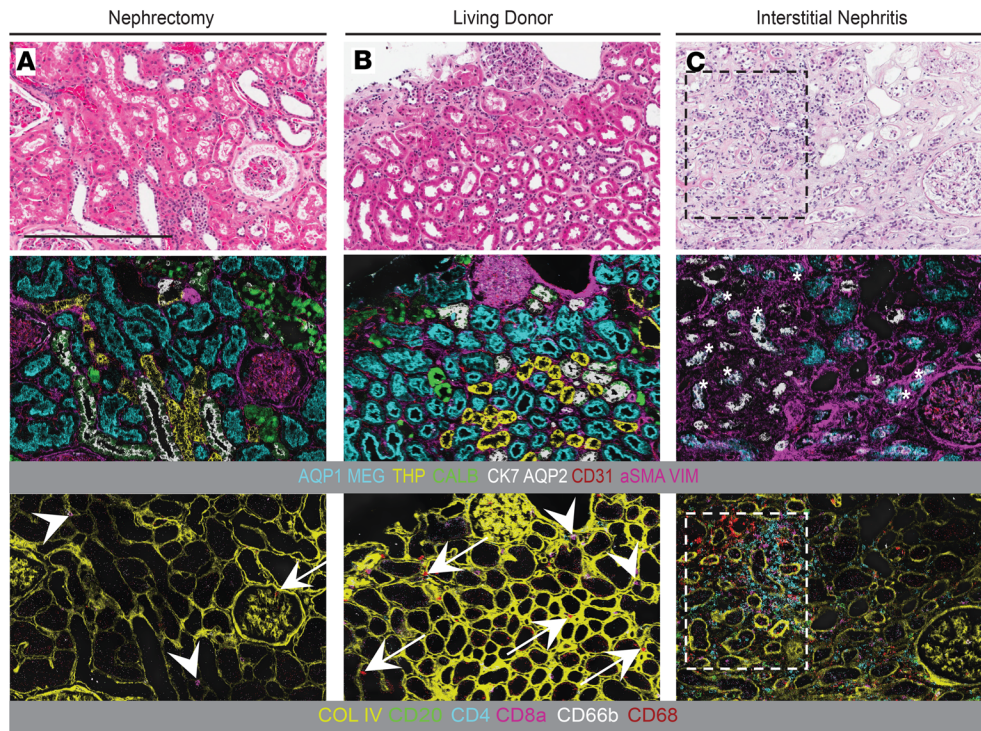 Nephrectomy Living Donor Interstitial Nephritis
A B C
AQP1 MEG THP CALB CK7 AQP2 CD31 aSMA VIM
COL IV CD20 CD4 CD8a CD66b CD68